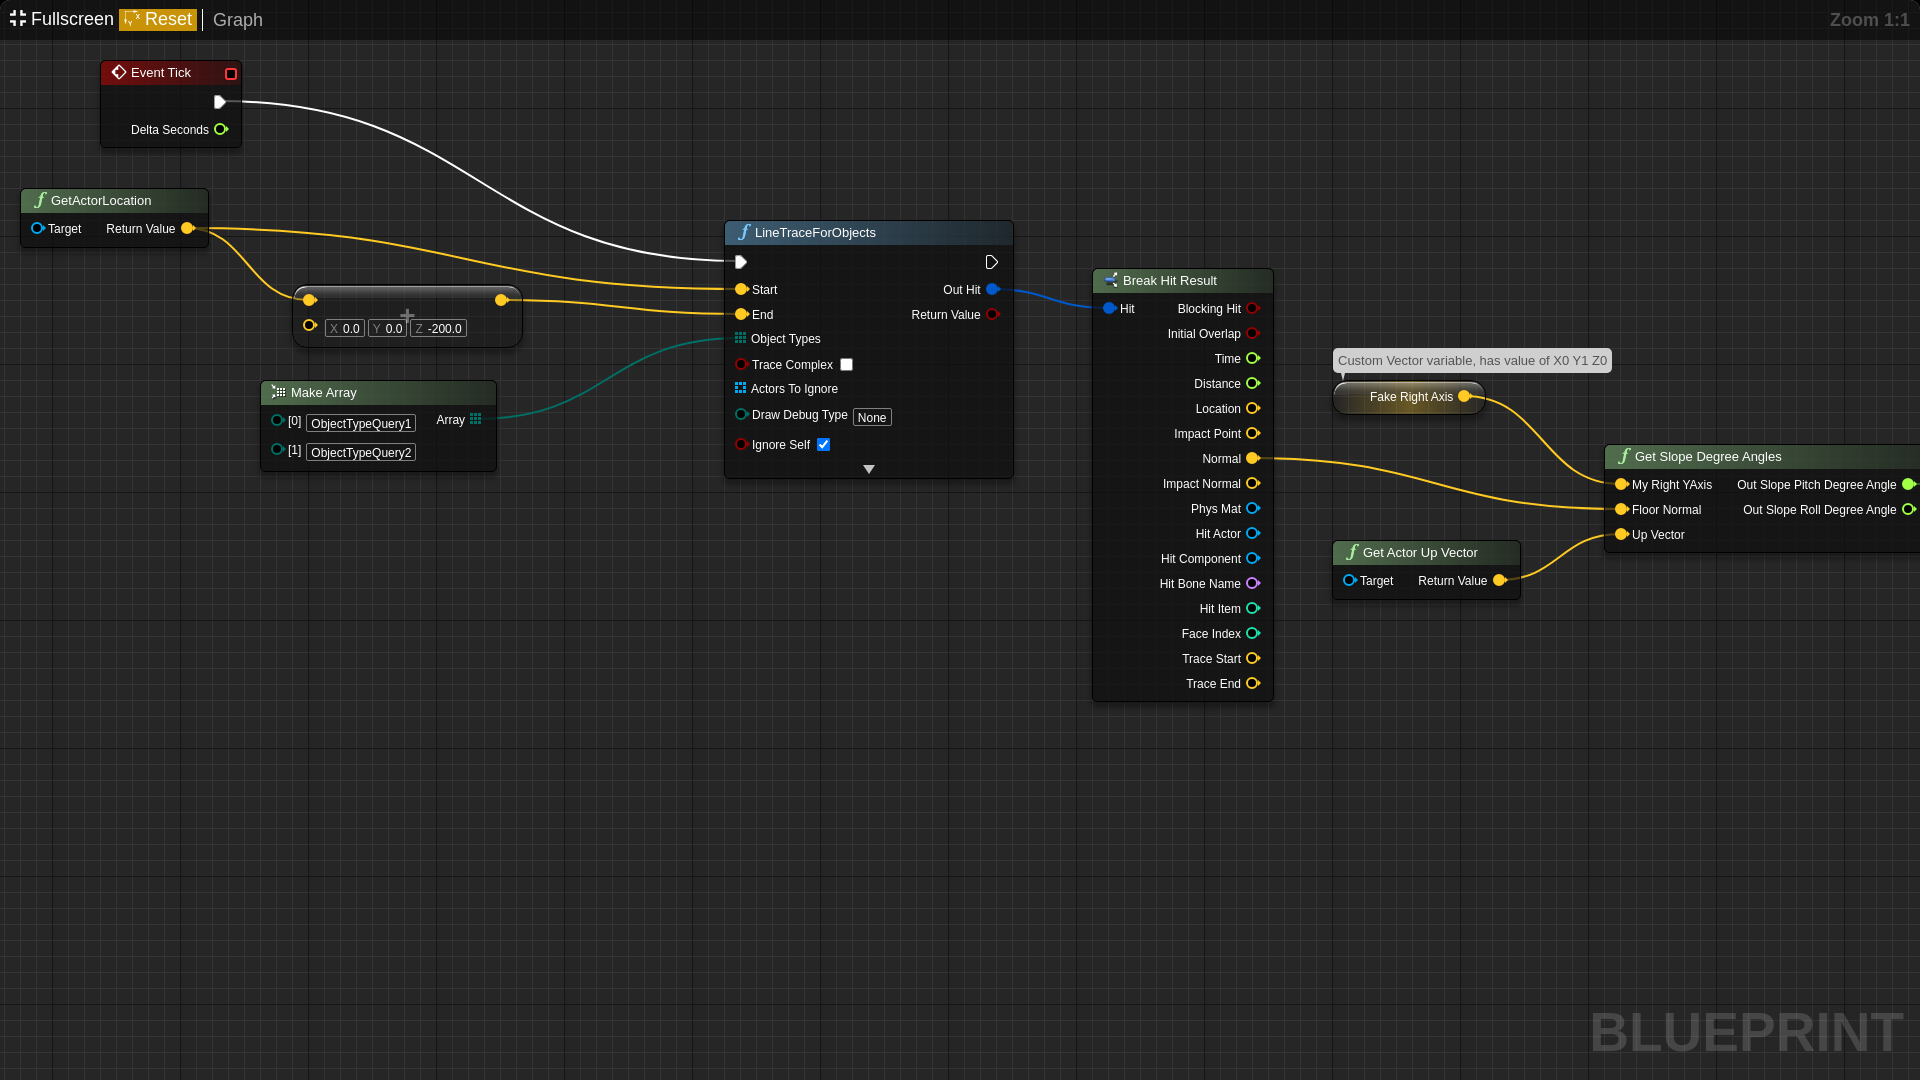 Fullscreen Reset Graph
Zoom 1:1
Event Tick
Delta Seconds
GetActorLocation
Target Return Value
X 0.0 Y 0.0 Z -200.0
Make Array
[0] ObjectTypeQuery1 Array
[1] ObjectTypeQuery2
LineTraceForObjects
Start Out Hit
End Return Value
Object Types
Trace Complex
Actors To Ignore
Draw Debug Type None
Ignore Self
Break Hit Result
Hit Blocking Hit
Initial Overlap
Time
Distance
Location
Impact Point
Normal
Impact Normal
Phys Mat
Hit Actor
Hit Component
Hit Bone Name
Hit Item
Face Index
Trace Start
Trace End
Custom Vector variable, has value of X0 Y1 Z0
Fake Right Axis
Get Actor Up Vector
Target Return Value
Get Slope Degree Angles
My Right YAxis Out Slope Pitch Degree Angle
Floor Normal Out Slope Roll Degree Angle
Up Vector
BLUEPRINT